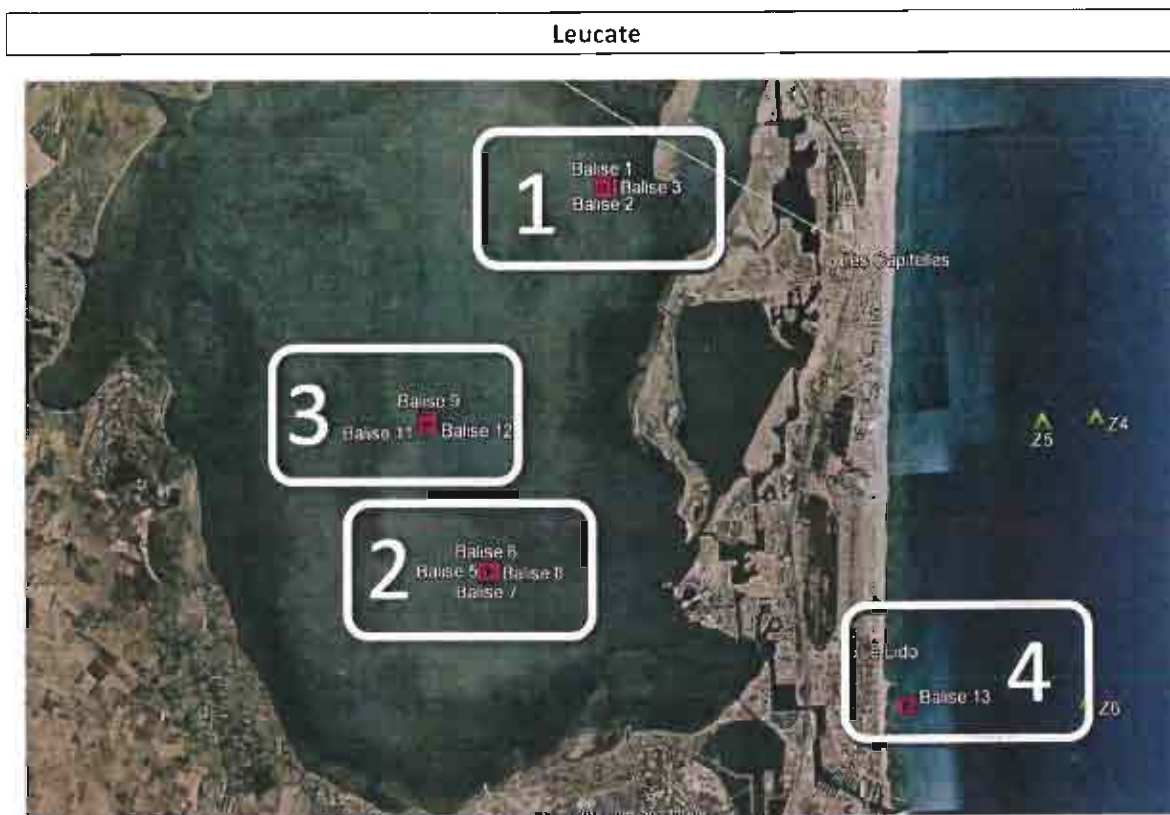 Leucate
1
Balise 1
Balise 3
Balise 2
Les Capitelles
3
Balise 9
Balise 11
Balise 12
Z5
Z4
2
Balise 6
Balise 5
Balise 8
Balise 7
Lido
4
Balise 13
Z6